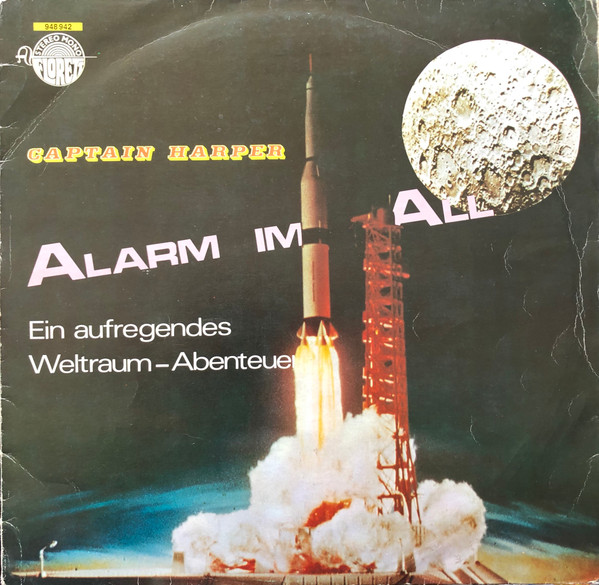 948 942
STEREO MONO
FLORETT
CAPTAIN HARPER
ALARM IM ALL
Ein aufregendes
Weltraum-Abenteuer